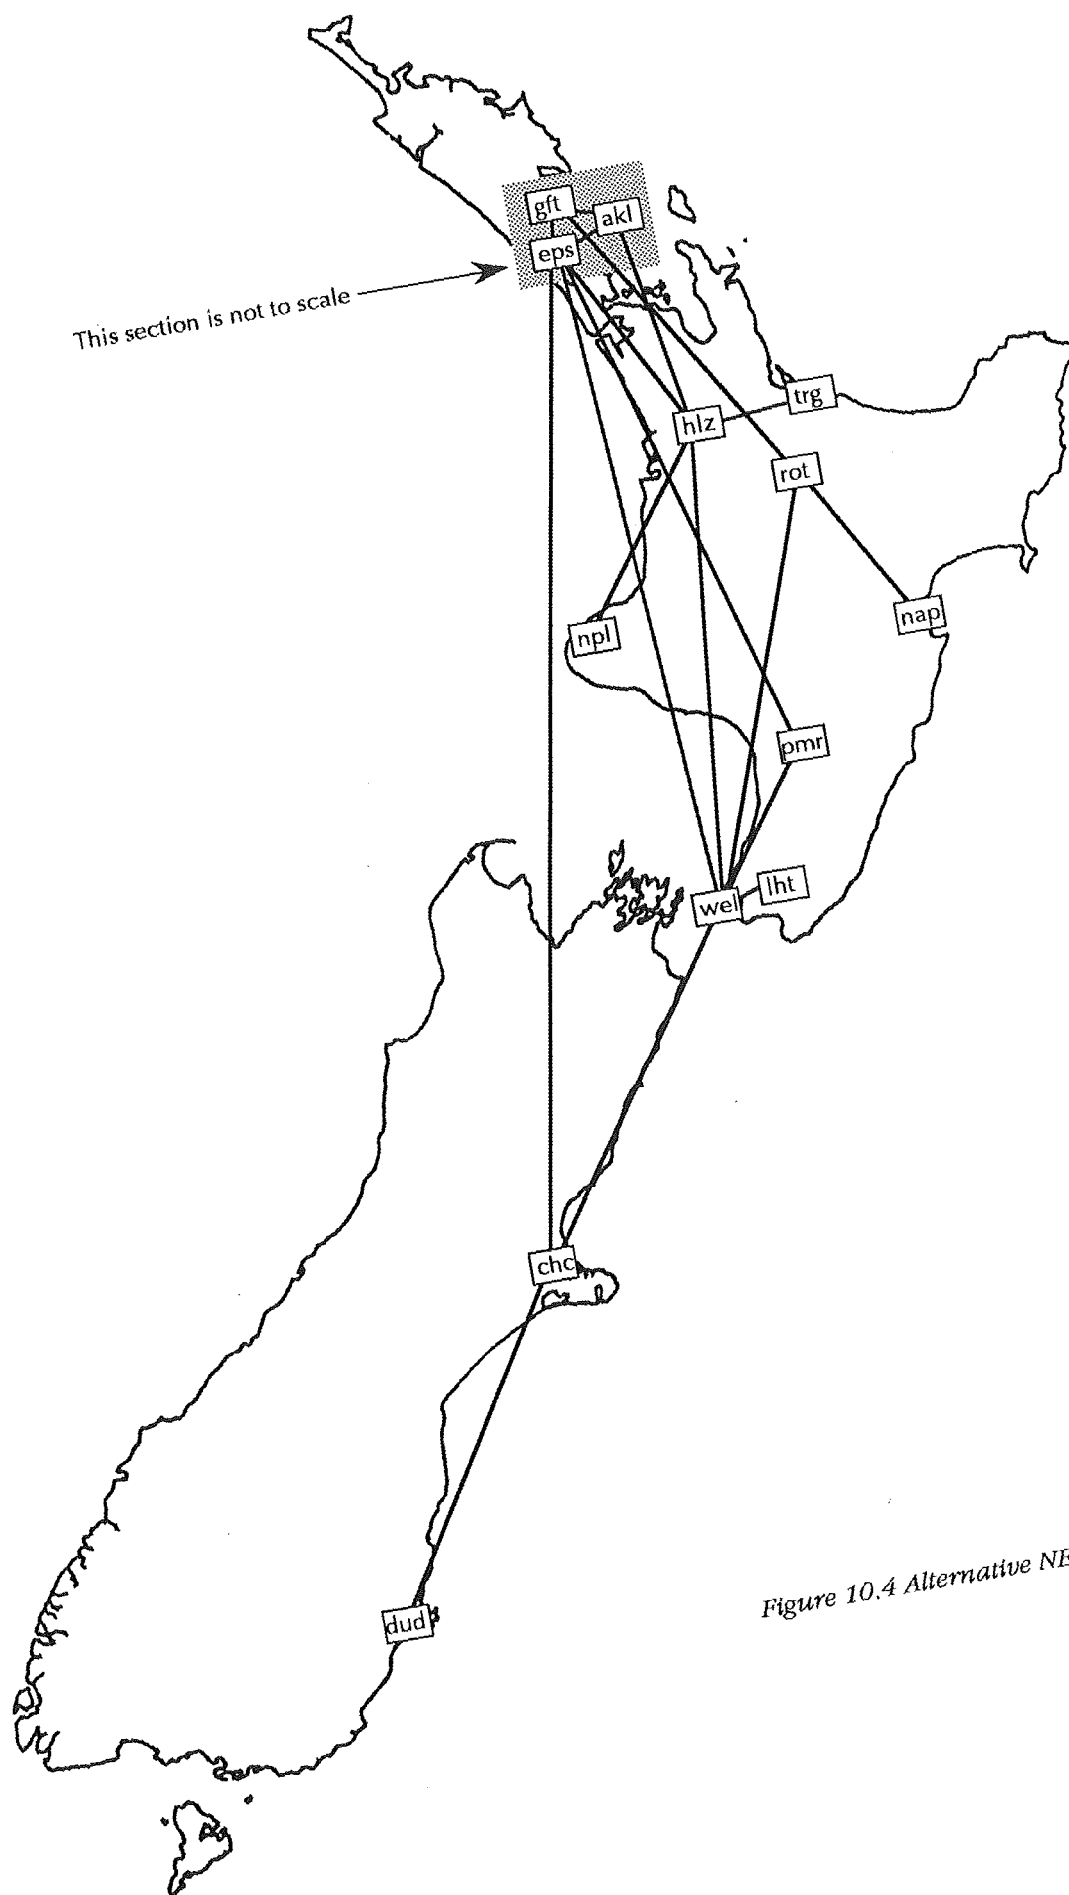 gft
akl
eps
This section is not to scale
trg
hlz
rot
nap
npl
pmr
lht
wel
chc
Figure 10.4 Alternative NE
dud